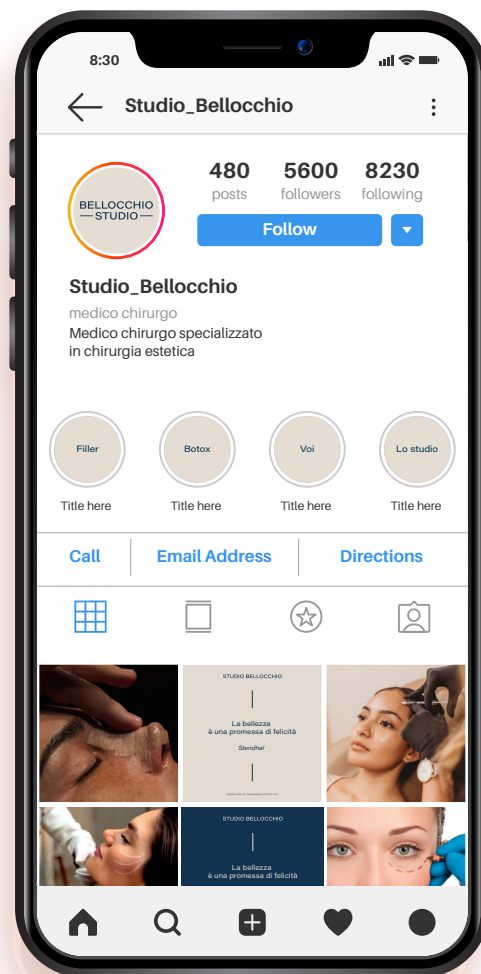 8:30
Studio_Bellocchio
BELLOCCHIO
STUDIO
480 5600 8230
posts followers following
Follow
Studio_Bellocchio
medico chirurgo
Medico chirurgo specializzato
in chirurgia estetica
Filler Botox Voi Lo studio
Title here Title here Title here Title here
Call Email Address Directions
STUDIO BELLOCCHIO
La bellezza
è una promessa di felicità
Stendhal
STUDIO BELLOCCHIO
La bellezza
è una promessa di felicità